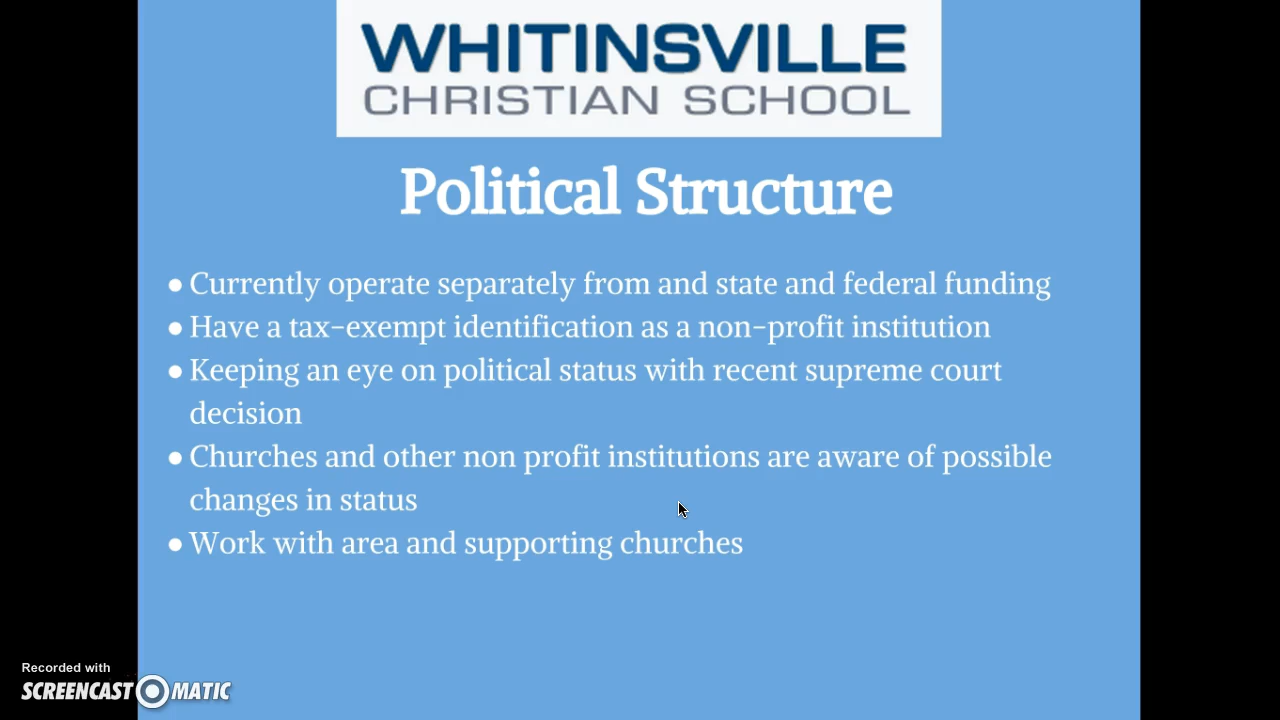 WHITINSVILLE
CHRISTIAN SCHOOL
Political Structure
● Currently operate separately from and state and federal funding
● Have a tax-exempt identification as a non-profit institution
● Keeping an eye on political status with recent supreme court
decision
● Churches and other non profit institutions are aware of possible
changes in status
● Work with area and supporting churches
Recorded with
SCREENCAST MATIC